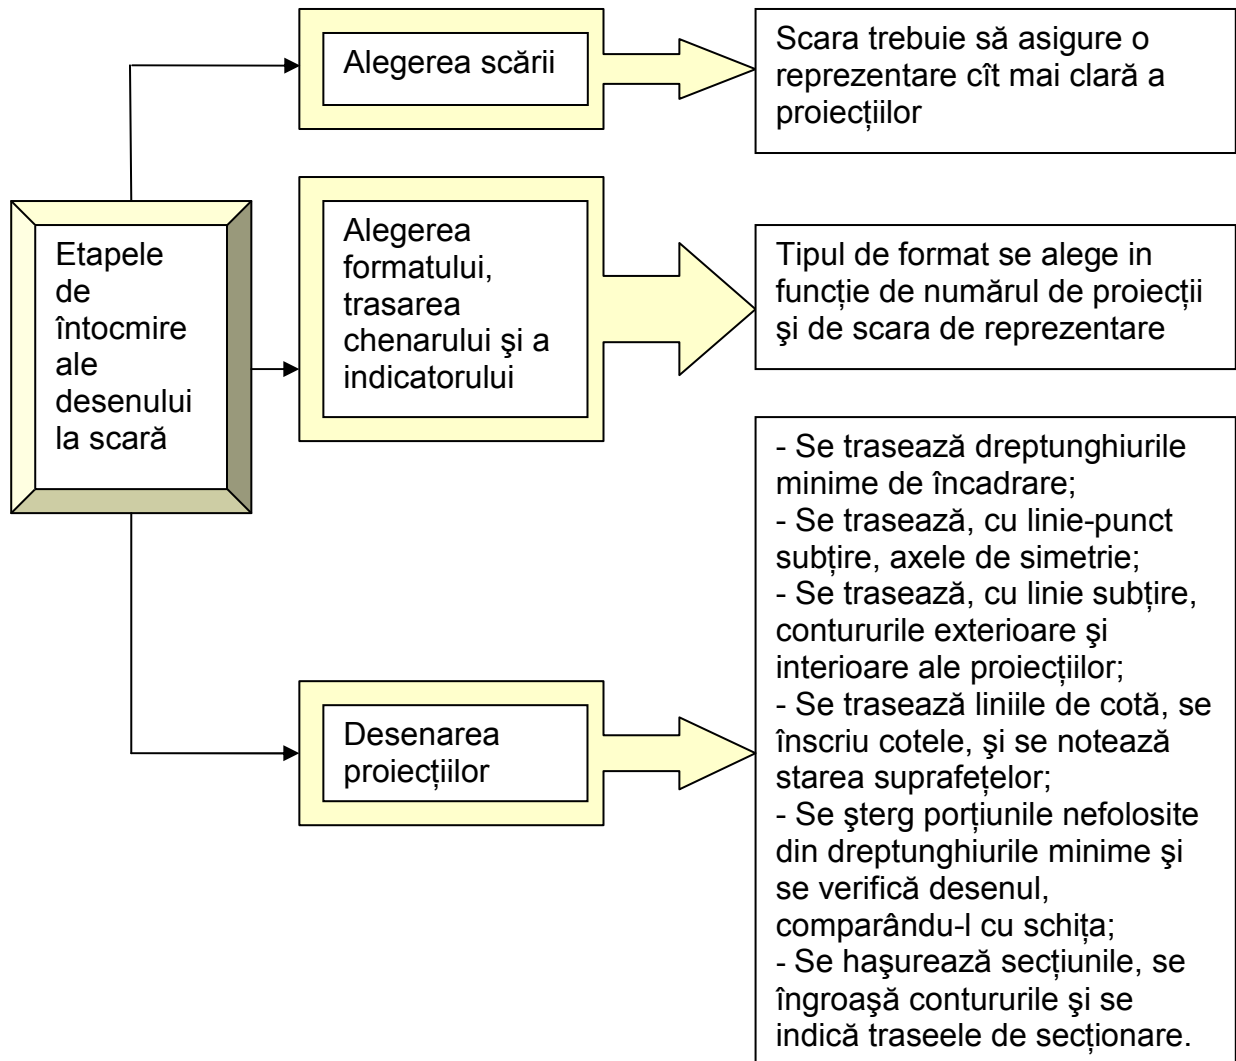 Alegerea scării
Scara trebuie să asigure o
reprezentare cît mai clară a
proiecțiilor
Etapele
de
întocmire
ale
desenului
la scară
Alegerea
formatului,
trasarea
chenarului şi a
indicatorului
Tipul de format se alege in
funcție de numărul de proiecții
şi de scara de reprezentare
Desenarea
proiecțiilor
- Se trasează dreptunghiurile
minime de încadrare;
- Se trasează, cu linie-punct
subțire, axele de simetrie;
- Se trasează, cu linie subțire,
contururile exterioare şi
interioare ale proiecțiilor;
- Se trasează liniile de cotă, se
înscriu cotele, şi se notează
starea suprafețelor;
- Se şterg porțiunile nefolosite
din dreptunghiurile minime şi
se verifică desenul,
comparându-l cu schița;
- Se haşurează secțiunile, se
îngroaşă contururile şi se
indică traseele de secționare.